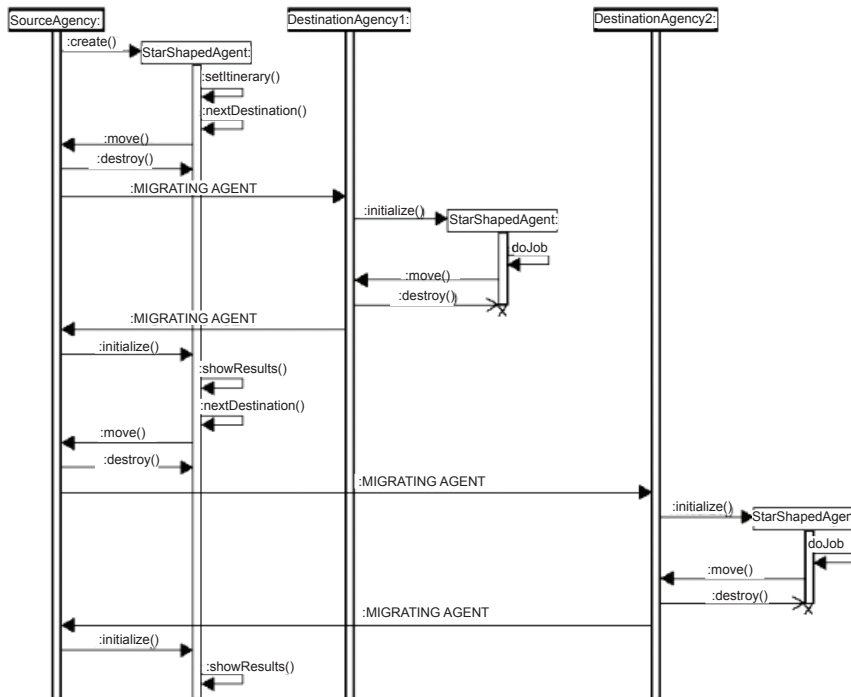 SourceAgency:
DestinationAgency1:
DestinationAgency2:
:create()
StarShapedAgent:
:setItinerary()
:nextDestination()
:move()
:destroy()
:MIGRATING AGENT
:initialize()
StarShapedAgent:
doJob
:move()
:destroy()
:MIGRATING AGENT
:initialize()
:showResults()
:nextDestination()
:move()
:destroy()
:MIGRATING AGENT
:initialize()
StarShapedAgent
doJob
:move()
:destroy()
:MIGRATING AGENT
:initialize()
:showResults()